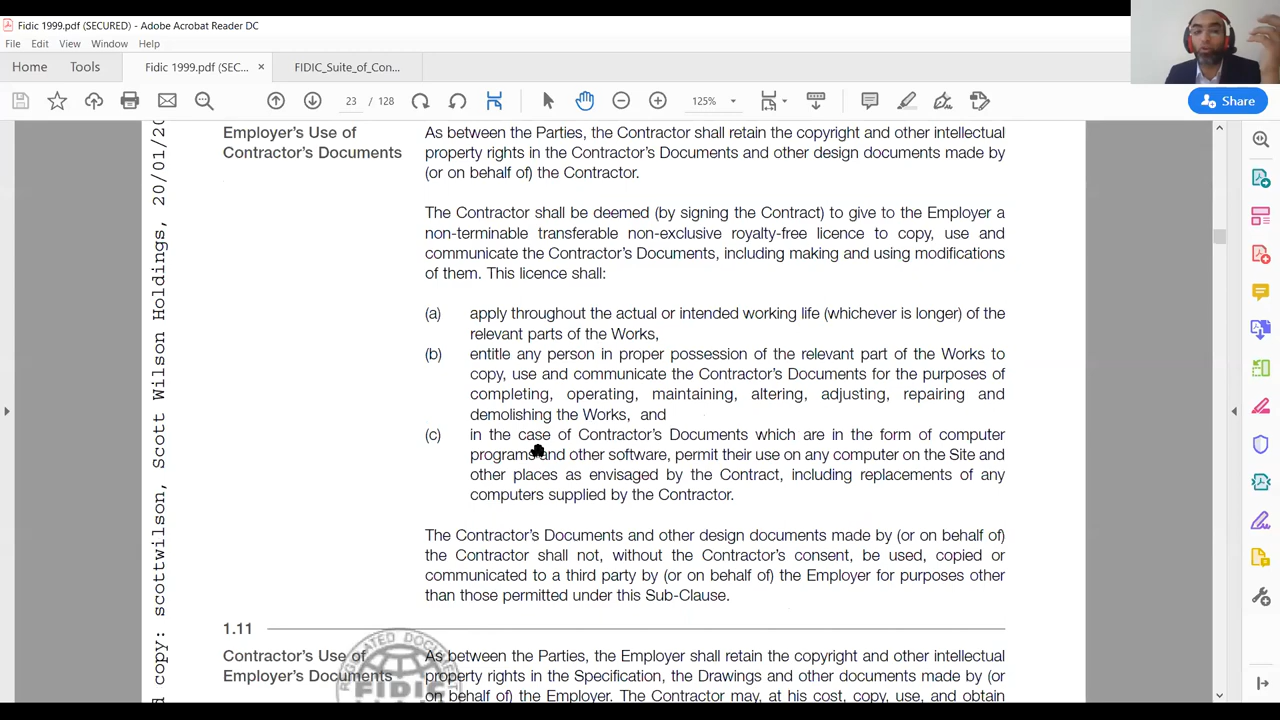 Fidic 1999.pdf (SECURED) - Adobe Acrobat Reader DC
File Edit View Window Help
Home Tools Fidic 1999.pdf (SEC... × FIDIC_Suite_of_Con...
23 / 128 125% Share
Employer's Use of
Contractor's Documents
As between the Parties, the Contractor shall retain the copyright and other intellectual
property rights in the Contractor's Documents and other design documents made by
(or on behalf of) the Contractor.
The Contractor shall be deemed (by signing the Contract) to give to the Employer a
non-terminable transferable non-exclusive royalty-free licence to copy, use and
communicate the Contractor's Documents, including making and using modifications
of them. This licence shall:
(a) apply throughout the actual or intended working life (whichever is longer) of the
relevant parts of the Works,
(b) entitle any person in proper possession of the relevant part of the Works to
copy, use and communicate the Contractor's Documents for the purposes of
completing, operating, maintaining, altering, adjusting, repairing and
demolishing the Works, and
(c) in the case of Contractor's Documents which are in the form of computer
programs and other software, permit their use on any computer on the Site and
other places as envisaged by the Contract, including replacements of any
computers supplied by the Contractor.
The Contractor's Documents and other design documents made by (or on behalf of)
the Contractor shall not, without the Contractor's consent, be used, copied or
communicated to a third party by (or on behalf of) the Employer for purposes other
than those permitted under this Sub-Clause.
1.11
Contractor's Use of
Employer's Documents
As between the Parties, the Employer shall retain the copyright and other intellectual
property rights in the Specification, the Drawings and other documents made by (or
on behalf of) the Employer. The Contractor may, at his cost, copy, use, and obtain
copy: scottwilson, Scott Wilson Holdings, 20/01/20
FIDIC